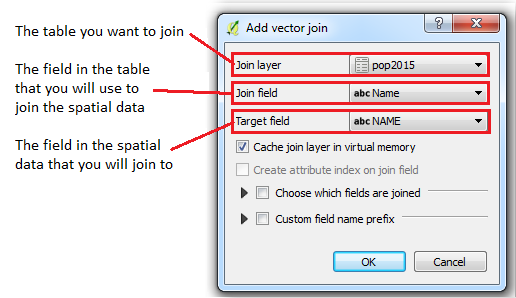 Add vector join
?
The table you want to join
Join layer pop2015
The field in the table
that you will use to
join the spatial data
Join field abc Name
Target field abc NAME
The field in the spatial
data that you will join to
Cache join layer in virtual memory
Create attribute index on join field
Choose which fields are joined
Custom field name prefix
OK Cancel